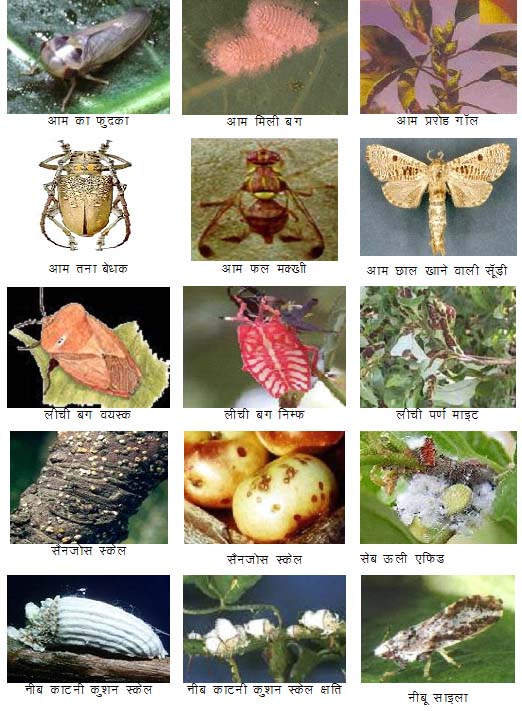 आम का फुदका
आम मिली बग
आम प्ररोह गॉल
आम तना बेधक
आम फल मक्खी
आम छाल खाने वाली सूँडी
लीची बग वयस्क
लीची बग निम्फ
लीची पर्ण माइट
सैनजोस स्केल
सैनजोस स्केल
सेब ऊली एफिड
नीब काटनी कुशन स्केल
नीब काटनी कुशन स्केल क्षति
नीबू साइला